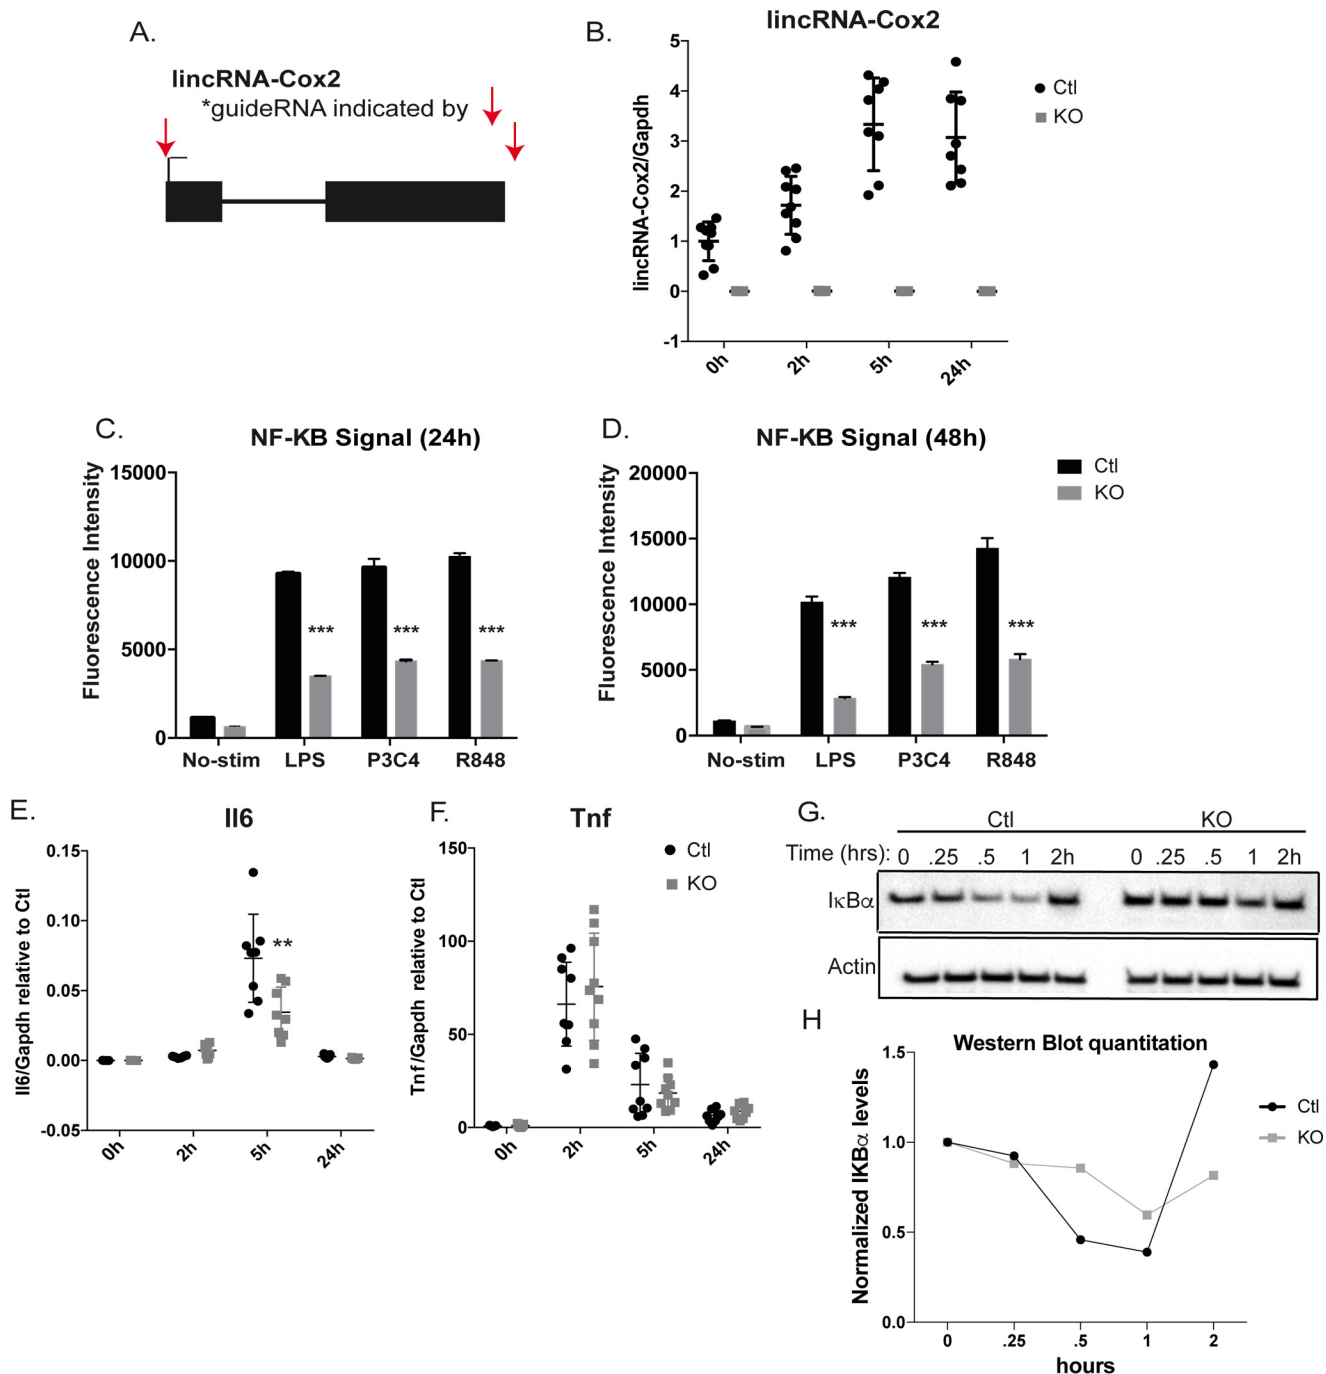 A.
lincRNA-Cox2
*guideRNA indicated by
B.
lincRNA-Cox2
lincRNA-Cox2/Gapdh
5
4
3
2
1
0
-1
0h
2h
5h
24h
Ctl
KO
C.
NF-KB Signal (24h)
Fluorescence Intensity
15000
10000
5000
0
***
***
***
No-stim
LPS
P3C4
R848
D.
NF-KB Signal (48h)
Fluorescence Intensity
20000
15000
10000
5000
0
***
***
***
No-stim
LPS
P3C4
R848
Ctl
KO
E.
Il6
Il6/Gapdh relative to Ctl
0.15
0.10
0.05
0.00
-0.05
**
0h
2h
5h
24h
F.
Tnf
Tnf/Gapdh relative to Ctl
150
100
50
0
0h
2h
5h
24h
Ctl
KO
G.
Ctl
KO
Time (hrs): 0 .25 .5 1 2h 0 .25 .5 1 2h
IκBα
Actin
H
Western Blot quantitation
Normalized IKBα levels
1.5
1.0
0.5
0.0
0
.25
.5
1
2
hours
Ctl
KO